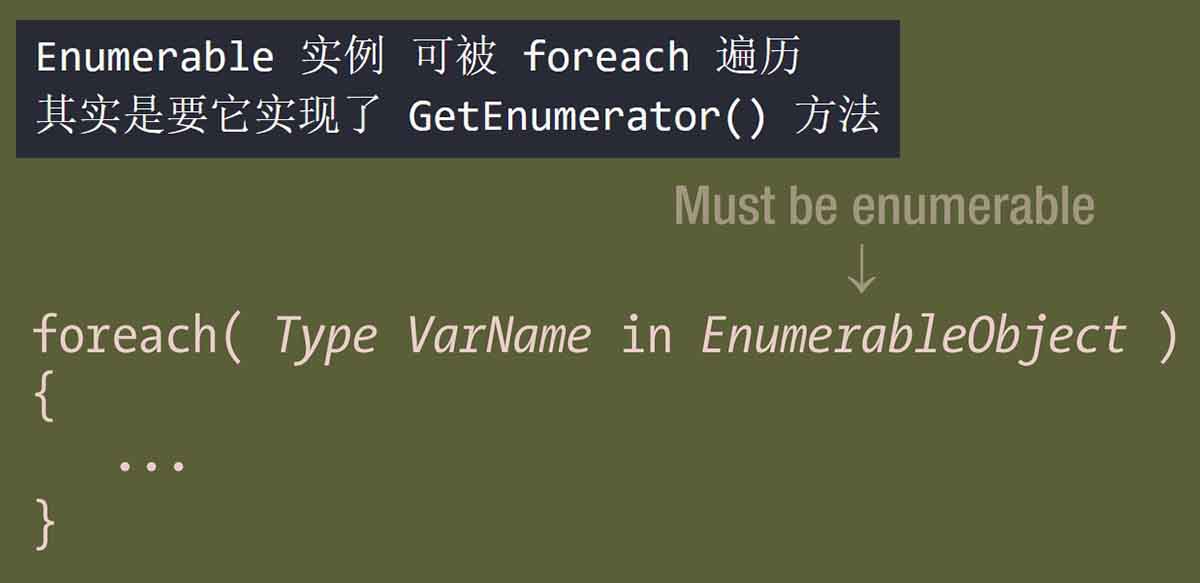 Enumerable 实例 可被 foreach 遍历
其实是要它实现了 GetEnumerator() 方法
Must be enumerable
↓
foreach( Type VarName in EnumerableObject )
{
...
}